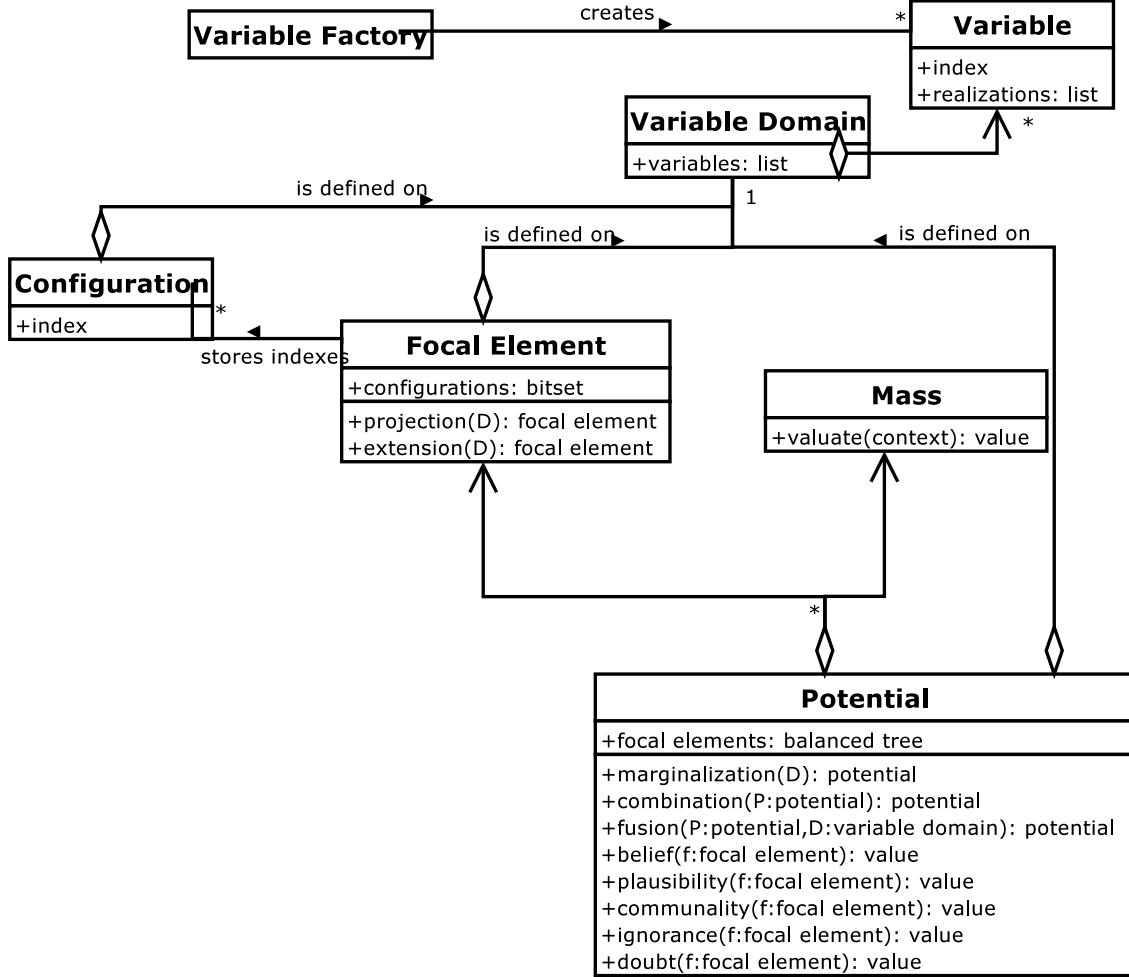 creates
*
Variable Factory
Variable
+index
+realizations: list
*
Variable Domain
+variables: list
is defined on
1
is defined on
is defined on
Configuration
+index
*
stores indexes
Focal Element
+configurations: bitset
+projection(D): focal element
+extension(D): focal element
Mass
+valuate(context): value
*
Potential
+focal elements: balanced tree
+marginalization(D): potential
+combination(P:potential): potential
+fusion(P:potential,D:variable domain): potential
+belief(f:focal element): value
+plausibility(f:focal element): value
+communality(f:focal element): value
+ignorance(f:focal element): value
+doubt(f:focal element): value